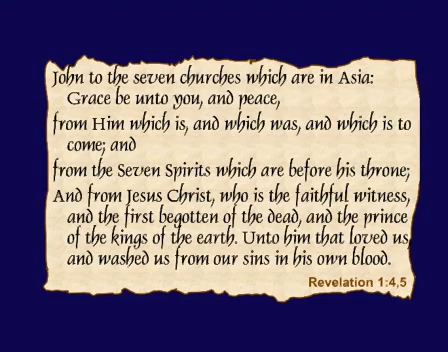 John to the seven churches which are in Asia:
Grace be unto you, and peace,
from Him which is, and which was, and which is to
come; and
from the Seven Spirits which are before his throne;
And from Jesus Christ, who is the faithful witness,
and the first begotten of the dead, and the prince
of the kings of the earth. Unto him that loved us,
and washed us from our sins in his own blood.
Revelation 1:4,5